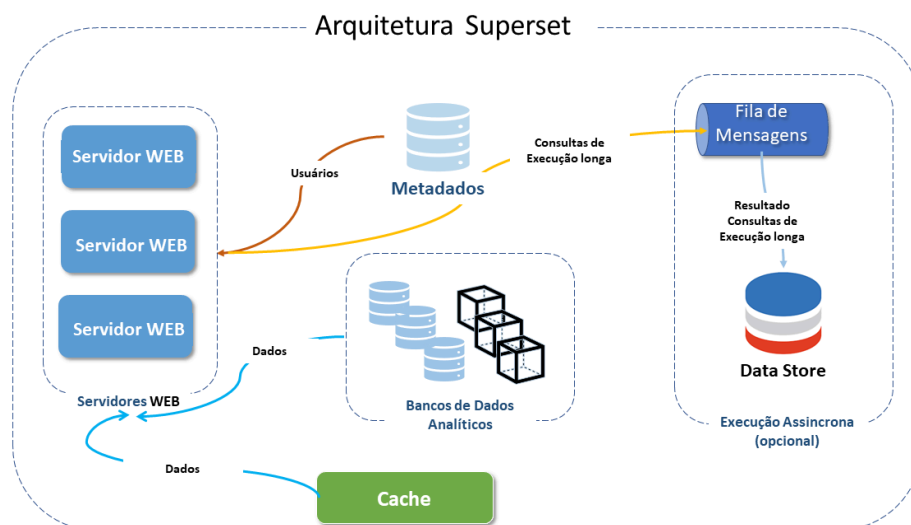 Arquitetura Superset
Servidor WEB
Servidor WEB
Servidor WEB
Servidores WEB
Usuários
Metadados
Consultas de
Execução longa
Fila de
Mensagens
Resultado
Consultas de
Execução longa
Data Store
Execução Assincrona
(opcional)
Dados
Bancos de Dados
Analíticos
Dados
Cache